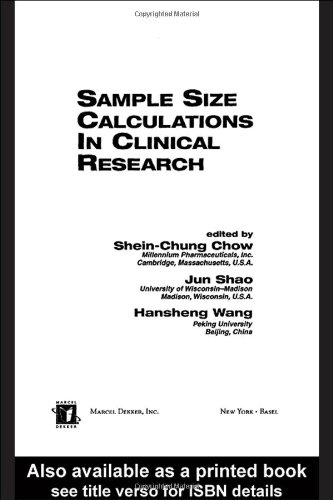 SAMPLE SIZE
CALCULATIONS
IN CLINICAL
RESEARCH
edited by
Shein-Chung Chow
Millennium Pharmaceuticals, Inc.
Cambridge, Massachusetts, U.S.A.
Jun Shao
University of Wisconsin–Madison
Madison, Wisconsin, U.S.A.
Hansheng Wang
Peking University
Beijing, China
MARCEL
DEKKER
MARCEL DEKKER, INC.
NEW YORK • BASEL
Also available as a printed book
see title verso for ISBN details